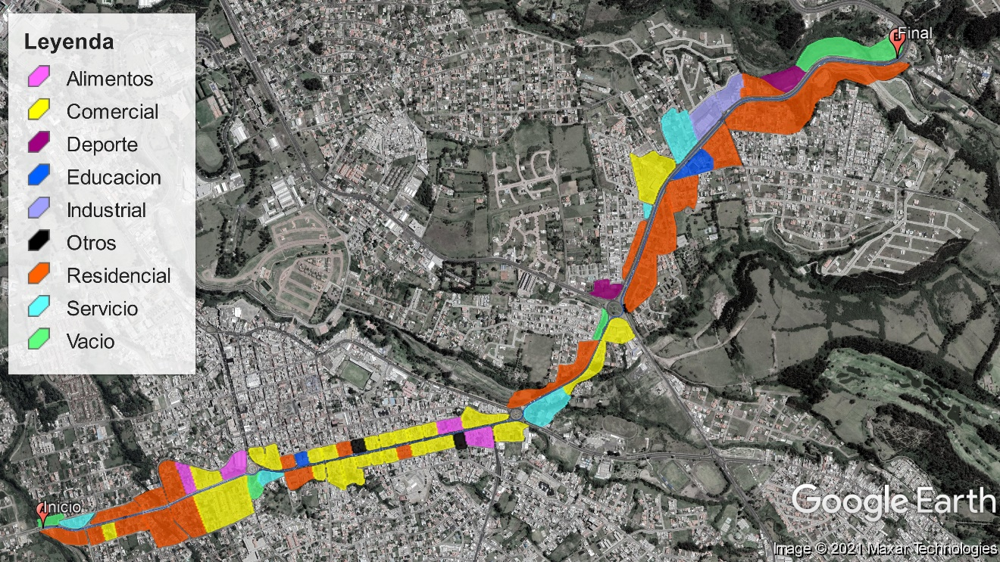 Leyenda
Alimentos
Comercial
Deporte
Educacion
Industrial
Otros
Residencial
Servicio
Vacio
Final
Inicio
Google Earth
Image © 2021 Maxar Technologies